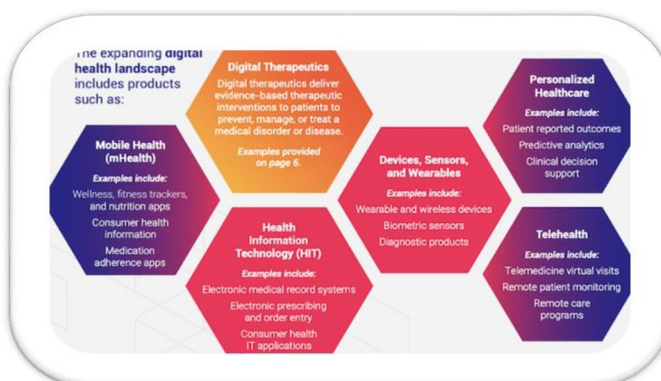 The expanding digital
health landscape
includes products
such as:
Mobile Health
(mHealth)
Examples include:
Wellness, fitness trackers,
and nutrition apps
Consumer health
information
Medication
adherence apps
Digital Therapeutics
Digital therapeutics deliver
evidence-based therapeutic
interventions to patients to
prevent, manage, or treat a
medical disorder or disease.
Examples provided
on page 6.
Health
Information
Technology (HIT)
Examples include:
Electronic medical record systems
Electronic prescribing
and order entry
Consumer health
IT applications
Devices, Sensors,
and Wearables
Examples include:
Wearable and wireless devices
Biometric sensors
Diagnostic products
Personalized
Healthcare
Examples include:
Patient reported outcomes
Predictive analytics
Clinical decision
support
Telehealth
Examples include:
Telemedicine virtual visits
Remote patient monitoring
Remote care
programs